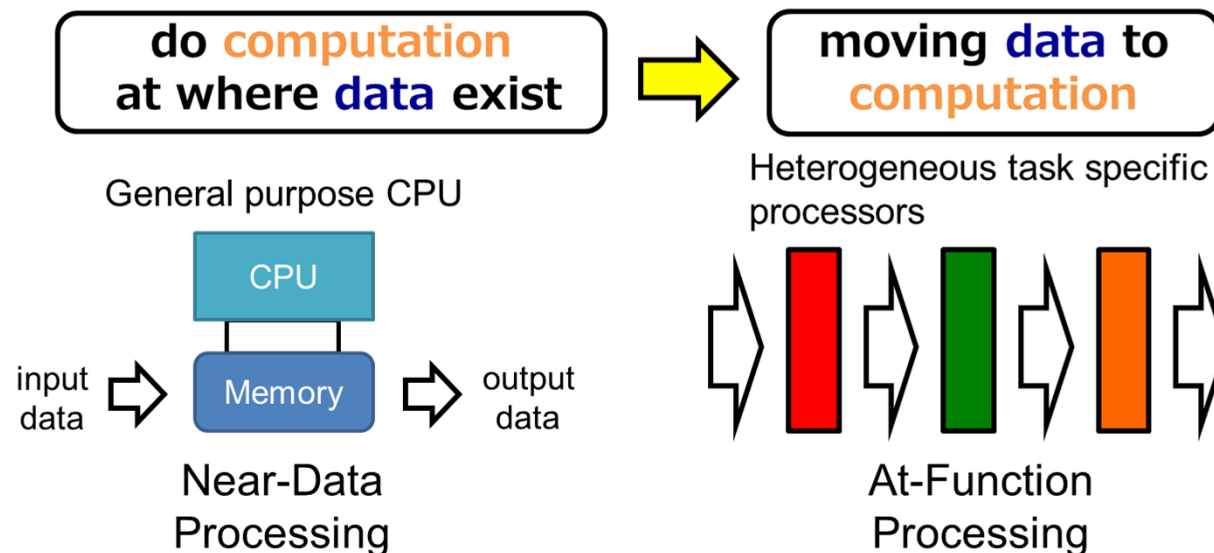 do computation
at where data exist
moving data to
computation
General purpose CPU
CPU
Memory
input
data
output
data
Near-Data
Processing
Heterogeneous task specific
processors
At-Function
Processing